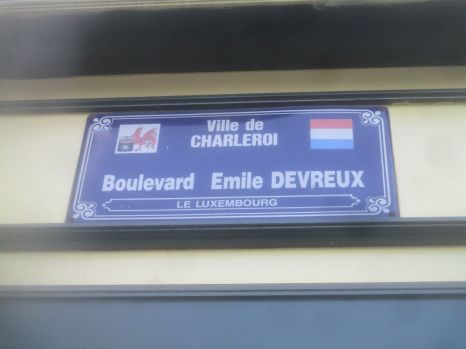 Ville de
CHARLEROI
Boulevard Emile DEVREUX
LE LUXEMBOURG